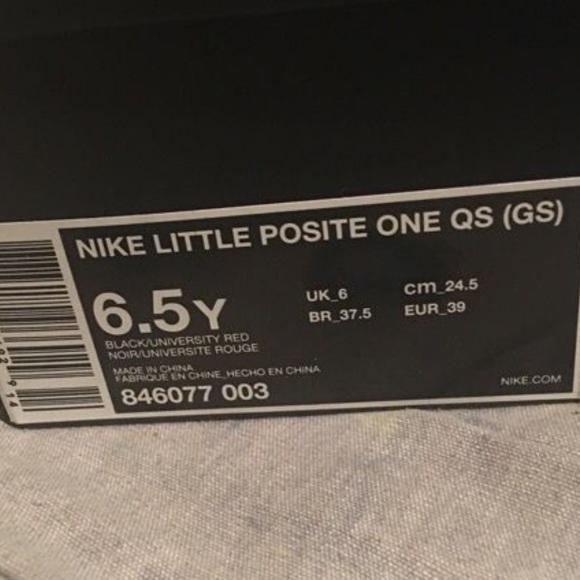 NIKE LITTLE POSITE ONE QS (GS)
6.5Y
UK_6 cm_24.5
BR_37.5 EUR_39
BLACK/UNIVERSITY RED
NOIR/UNIVERSITE ROUGE
MADE IN CHINA
FABRIQUE EN CHINE_HECHO EN CHINA
846077 003
NIKE.COM